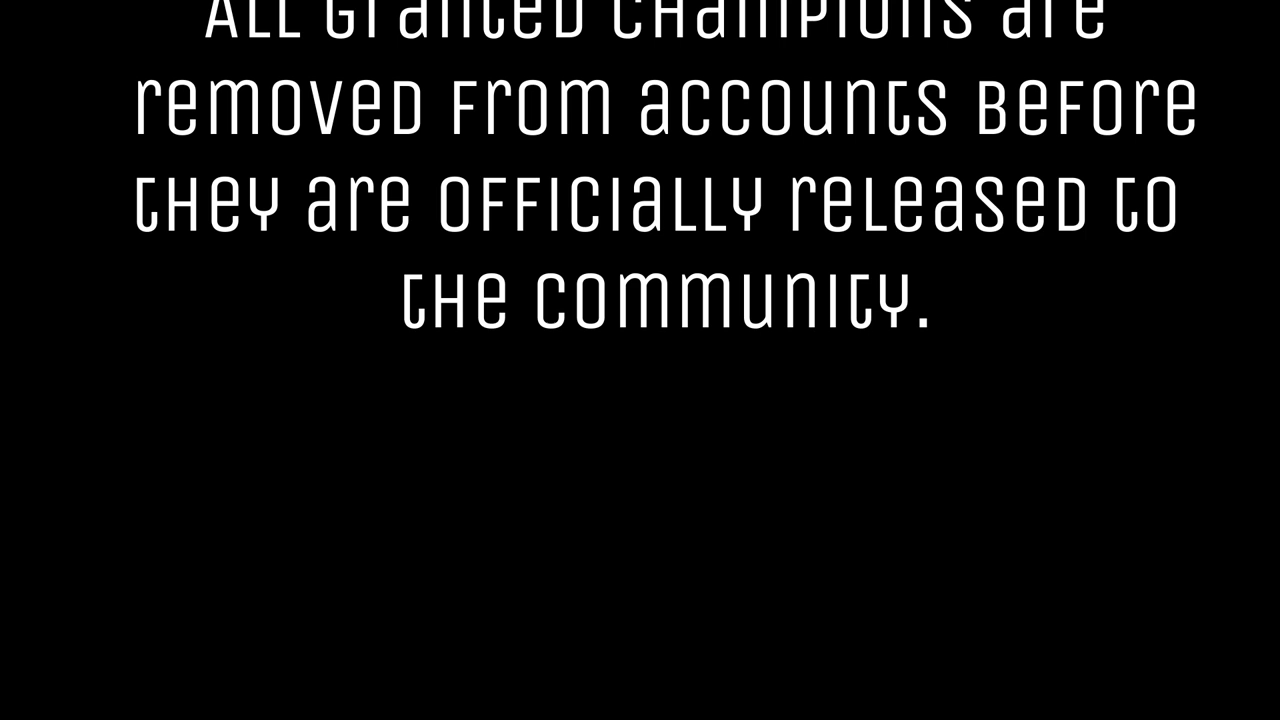 All granted champions are
removed from accounts before
they are officially released to
the community.